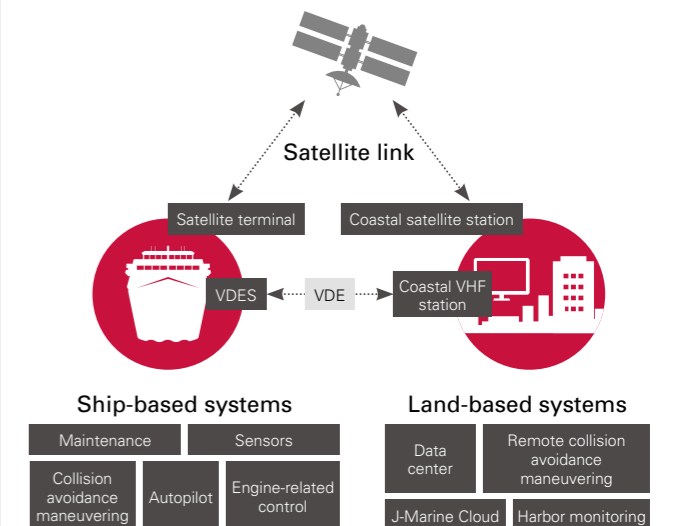 Satellite link
Satellite terminal
Coastal satellite station
VDES
VDE
Coastal VHF
station
Ship-based systems
Land-based systems
Maintenance
Sensors
Data
center
Remote collision
avoidance
maneuvering
Collision
avoidance
maneuvering
Autopilot
Engine-related
control
J-Marine Cloud
Harbor monitoring